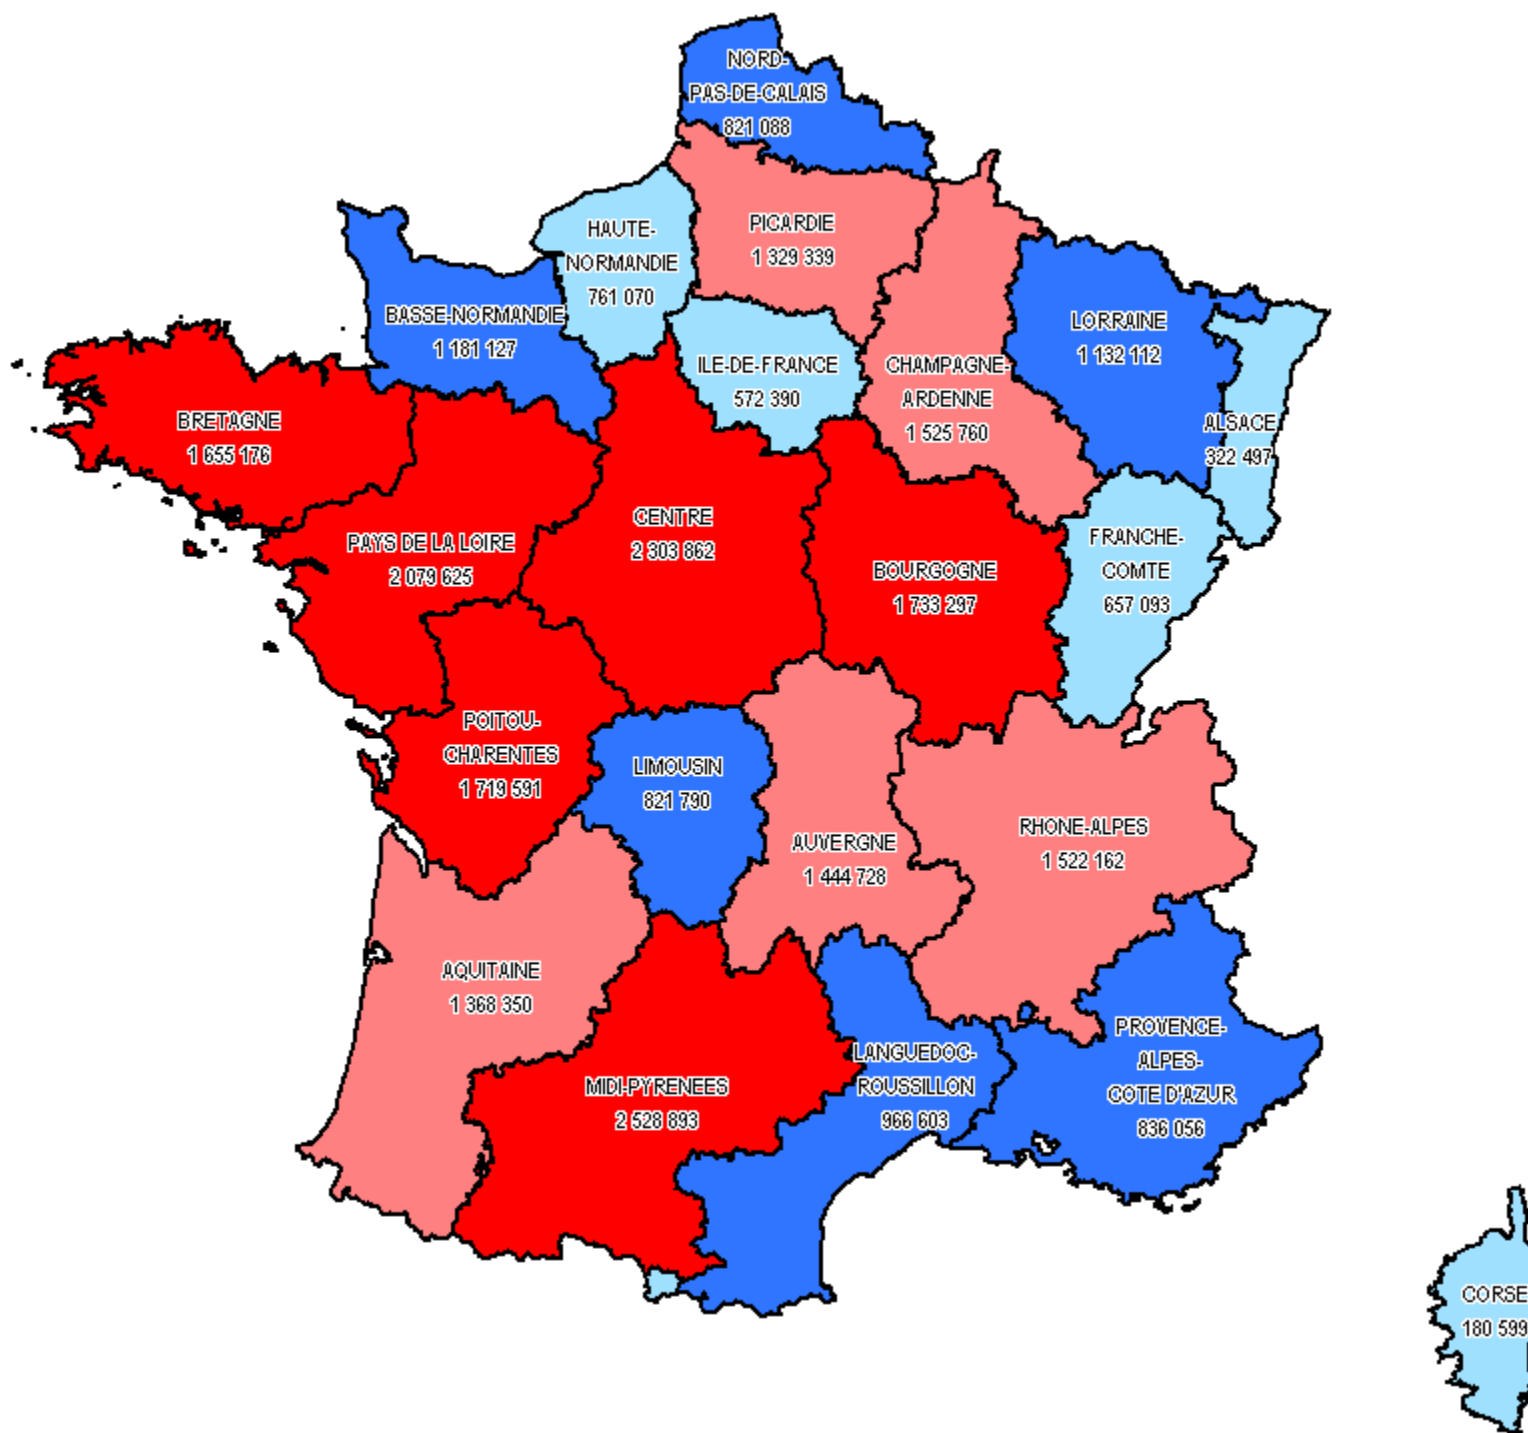 NORD-
PAS-DE-CALAIS
821 088
PICARDIE
1 329 339
HAUTE-
NORMANDIE
761 070
BASSE-NORMANDIE
1 181 127
ILE-DE-FRANCE
572 390
CHAMPAGNE-
ARDENNE
1 525 760
LORRAINE
1 132 112
ALSACE
322 497
BRETAGNE
1 655 176
PAYS DE LA LOIRE
2 079 625
CENTRE
2 303 862
BOURGOGNE
1 733 297
FRANCHE-
COMTE
657 093
POITOU-
CHARENTES
1 719 591
LIMOUSIN
821 790
AUVERGNE
1 444 728
RHONE-ALPES
1 522 162
AQUITAINE
1 368 350
MIDI-PYRENEES
2 528 893
LANGUEDOC-
ROUSSILLON
966 603
PROVENCE-
ALPES-
COTE D'AZUR
836 056
CORSE
180 599